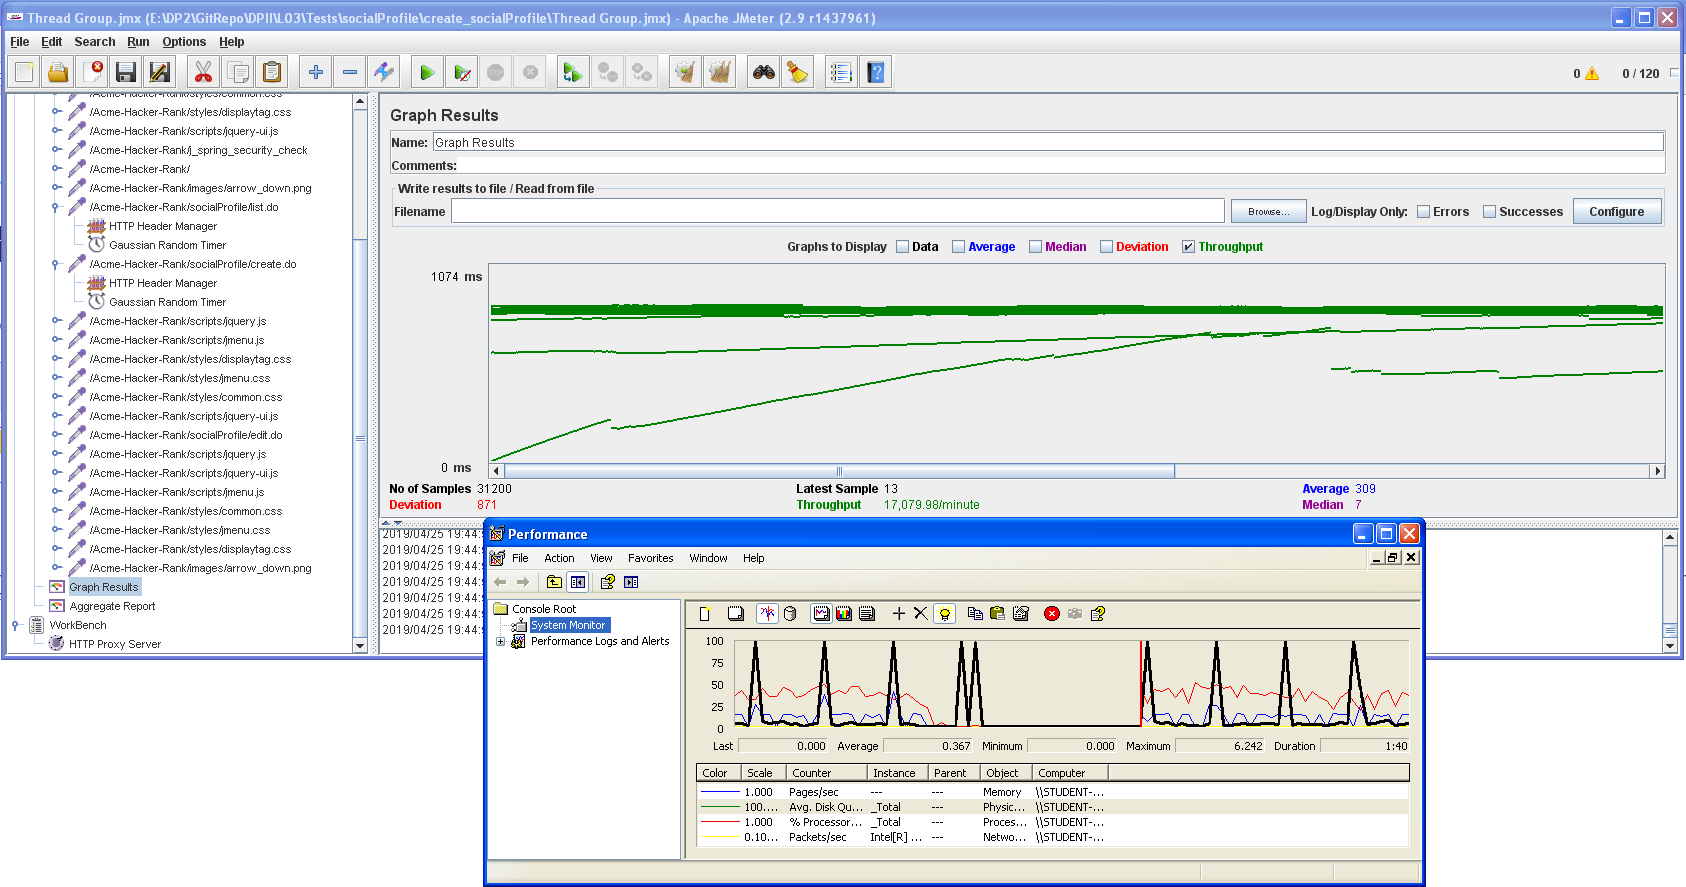 Thread Group.jmx (E:\DP2\GitRepo\DPII\L03\Tests\socialProfile\create_socialProfile\Thread Group.jmx) - Apache JMeter (2.9 r1437961)
File Edit Search Run Options Help
0 0 / 120
/Acme-Hacker-Rank/styles/common.css
/Acme-Hacker-Rank/styles/displaytag.css
/Acme-Hacker-Rank/scripts/jquery-ui.js
/Acme-Hacker-Rank/j_spring_security_check
/Acme-Hacker-Rank/
/Acme-Hacker-Rank/images/arrow_down.png
/Acme-Hacker-Rank/socialProfile/list.do
HTTP Header Manager
Gaussian Random Timer
/Acme-Hacker-Rank/socialProfile/create.do
HTTP Header Manager
Gaussian Random Timer
/Acme-Hacker-Rank/scripts/jquery.js
/Acme-Hacker-Rank/scripts/jmenu.js
/Acme-Hacker-Rank/styles/displaytag.css
/Acme-Hacker-Rank/styles/jmenu.css
/Acme-Hacker-Rank/styles/common.css
/Acme-Hacker-Rank/scripts/jquery-ui.js
/Acme-Hacker-Rank/socialProfile/edit.do
/Acme-Hacker-Rank/scripts/jquery.js
/Acme-Hacker-Rank/scripts/jquery-ui.js
/Acme-Hacker-Rank/scripts/jmenu.js
/Acme-Hacker-Rank/styles/common.css
/Acme-Hacker-Rank/styles/jmenu.css
/Acme-Hacker-Rank/styles/displaytag.css
/Acme-Hacker-Rank/images/arrow_down.png
Graph Results
Aggregate Report
WorkBench
HTTP Proxy Server
Graph Results
Name: Graph Results
Comments:
Write results to file / Read from file
Filename Browse... Log/Display Only: Errors Successes Configure
Graphs to Display Data Average Median Deviation Throughput
1074 ms
0 ms
No of Samples 31200 Latest Sample 13 Average 309
Deviation 871 Throughput 17,079.98/minute Median 7
2019/04/25 19:44:
2019/04/25 19:44:
2019/04/25 19:44:
2019/04/25 19:44:
2019/04/25 19:44:
2019/04/25 19:44:
2019/04/25 19:44:
Performance
File Action View Favorites Window Help
Console Root
System Monitor
Performance Logs and Alerts
100
75
50
25
0
Last 0.000 Average 0.367 Minimum 0.000 Maximum 6.242 Duration 1:40
Color Scale Counter Instance Parent Object Computer
1.000 Pages/sec --- --- Memory \\STUDENT-...
100.... Avg. Disk Qu... _Total --- Physic... \\STUDENT-...
1.000 % Processor... _Total --- Proces... \\STUDENT-...
0.10... Packets/sec Intel[R] ... --- Netwo... \\STUDENT-...